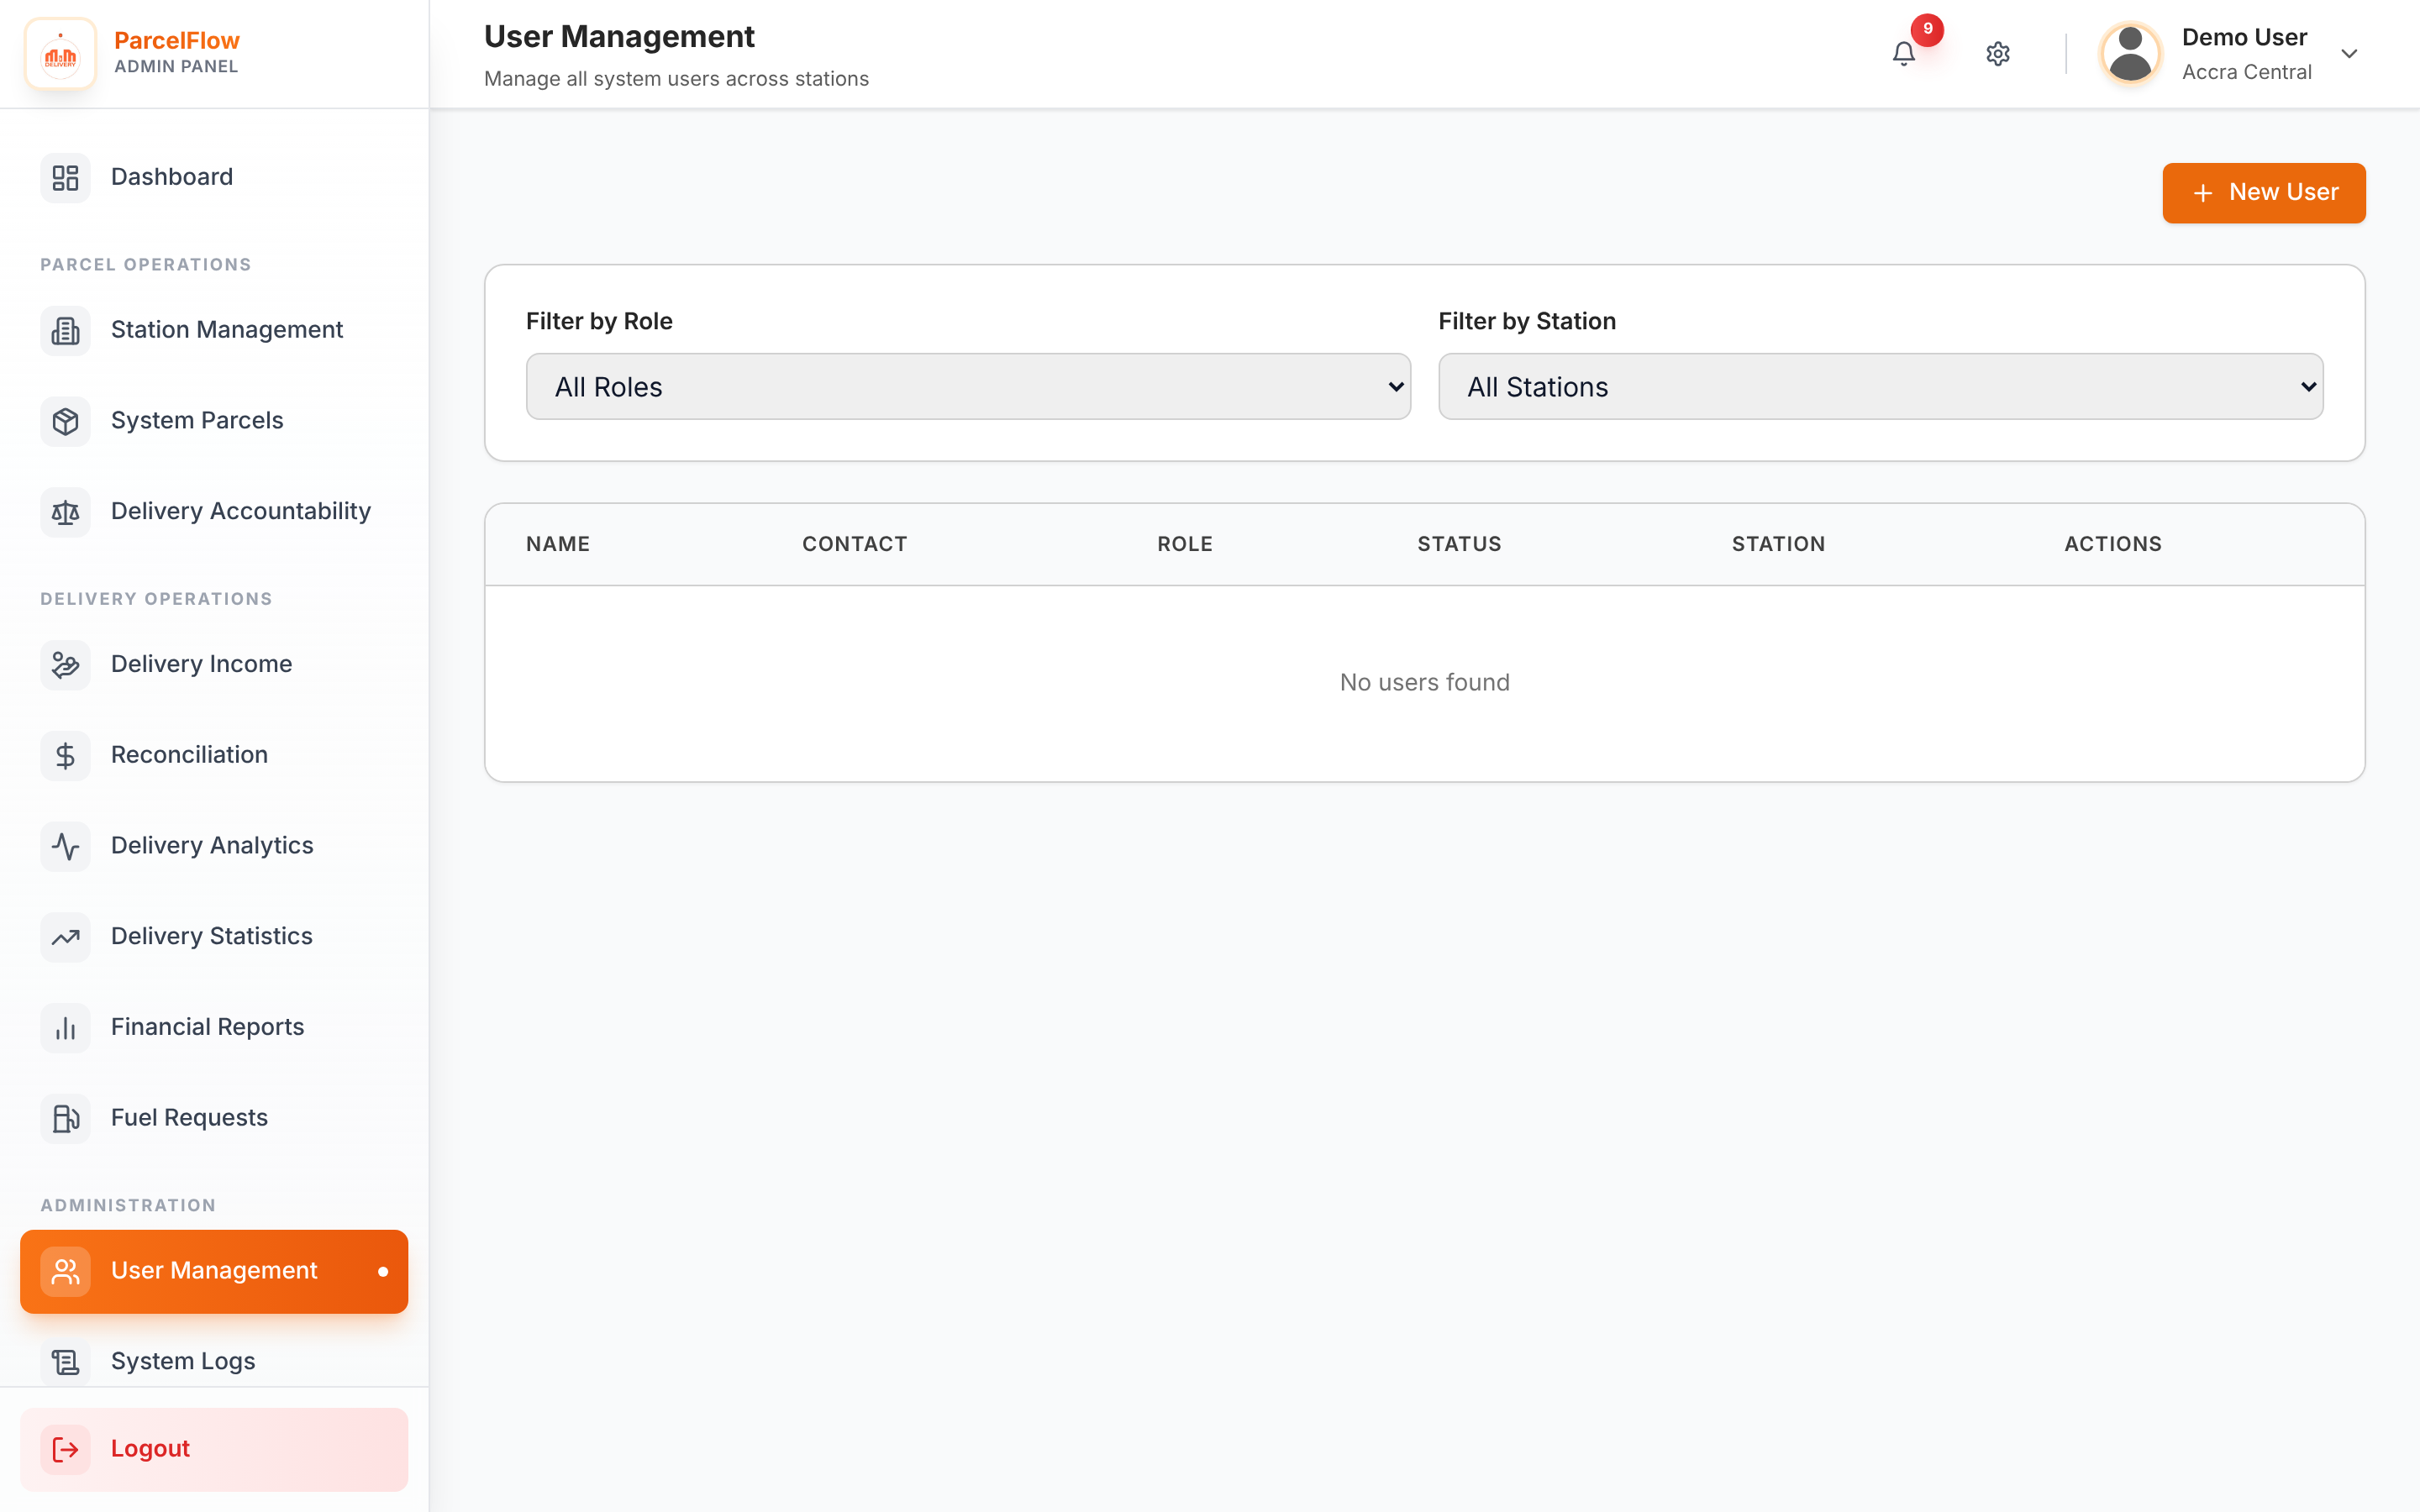 DELIVERY
ParcelFlow
ADMIN PANEL
User Management
Manage all system users across stations
9
Demo User
Accra Central
Dashboard
PARCEL OPERATIONS
Station Management
System Parcels
Delivery Accountability
DELIVERY OPERATIONS
Delivery Income
Reconciliation
Delivery Analytics
Delivery Statistics
Financial Reports
Fuel Requests
ADMINISTRATION
User Management
System Logs
Logout
New User
Filter by Role
Filter by Station
All Roles
All Stations
NAME CONTACT ROLE STATUS STATION ACTIONS
No users found